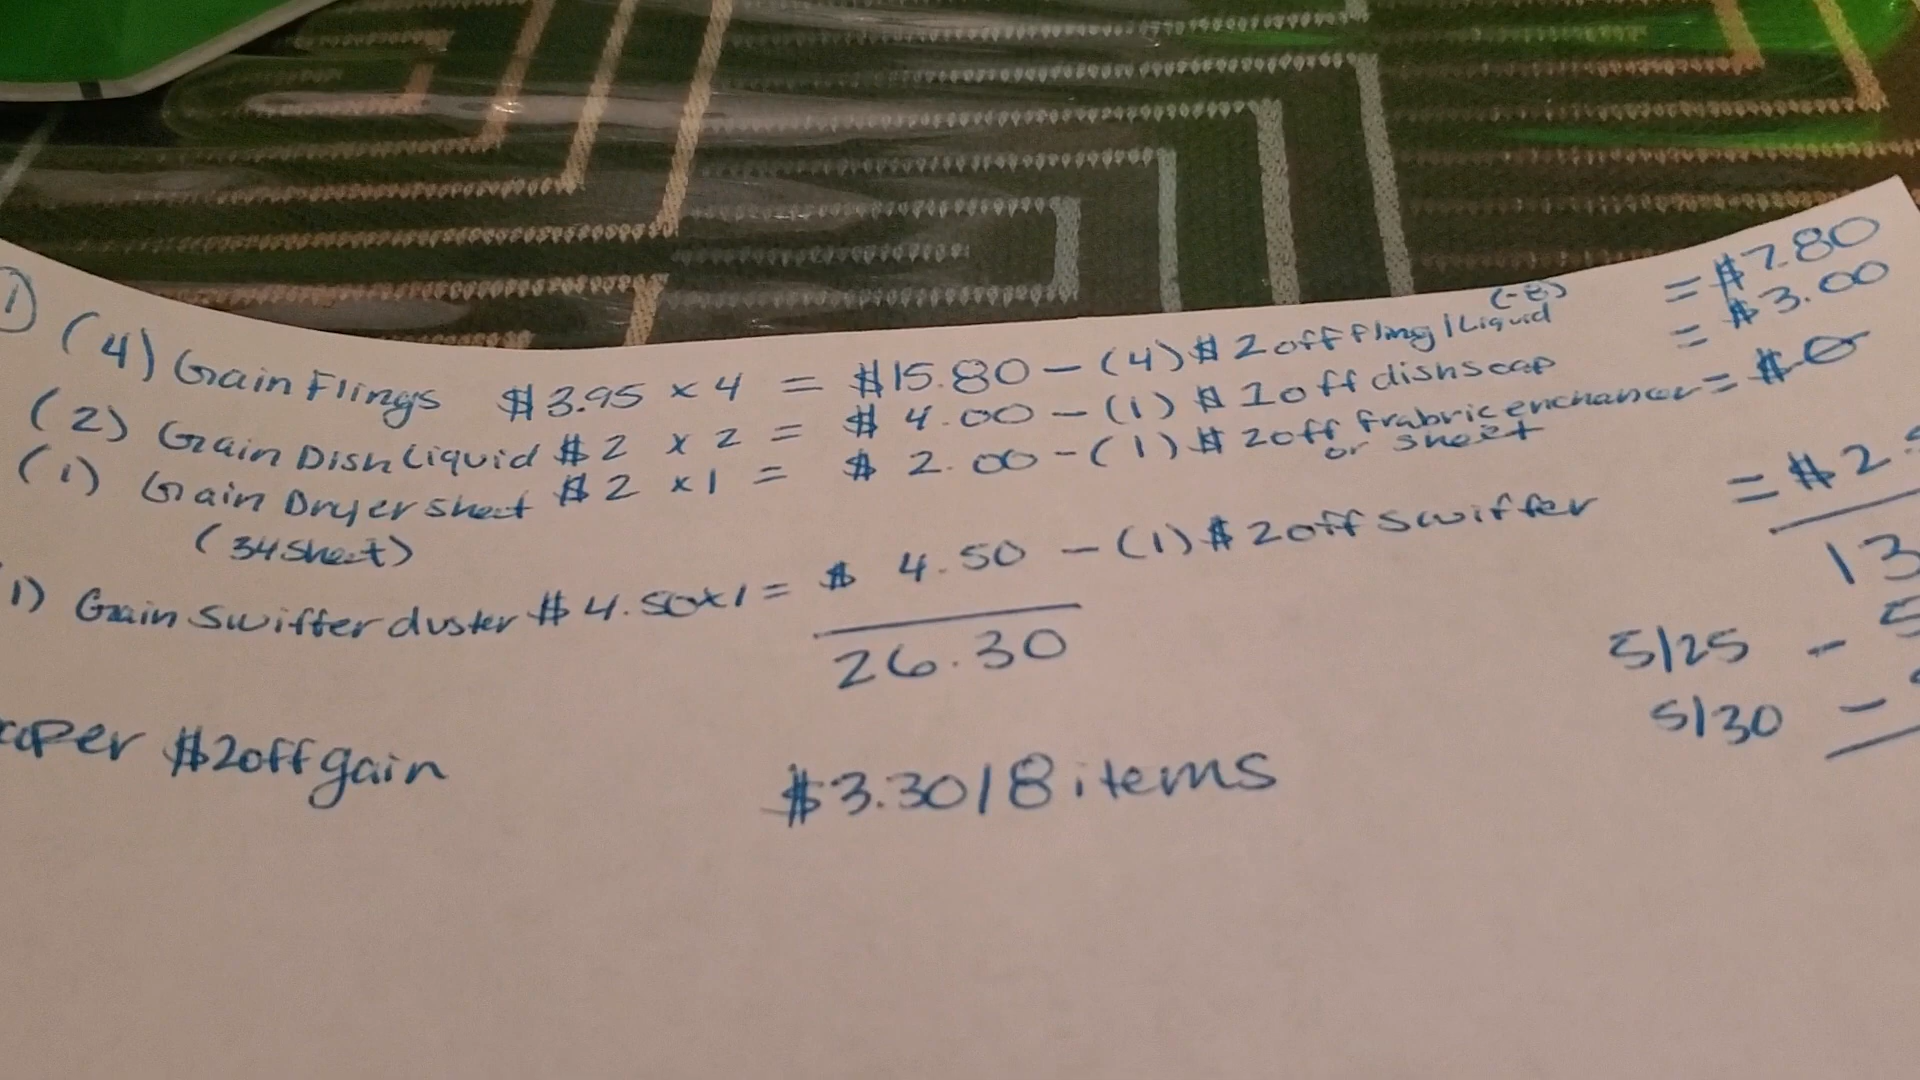 1) (4) Gain Flings $3.95 x 4 = $15.80 - (4) $2 off fling/Liquid (-8) = $7.80
(2) Gain Dish Liquid $2 x 2 = $4.00 - (1) $1 off dishsoap = $3.00
(1) Gain Dryer sheet $2 x 1 = $2.00 - (1) $2 off frabric enchancer = $0
(34 sheet) or sheet
1) Gain Swiffer duster $4.50 x 1 = $4.50 - (1) $2 off Swiffer = $2.
26.30 13
5/25 - 5
5/30 -
$2 off gain
$3.30/8 items